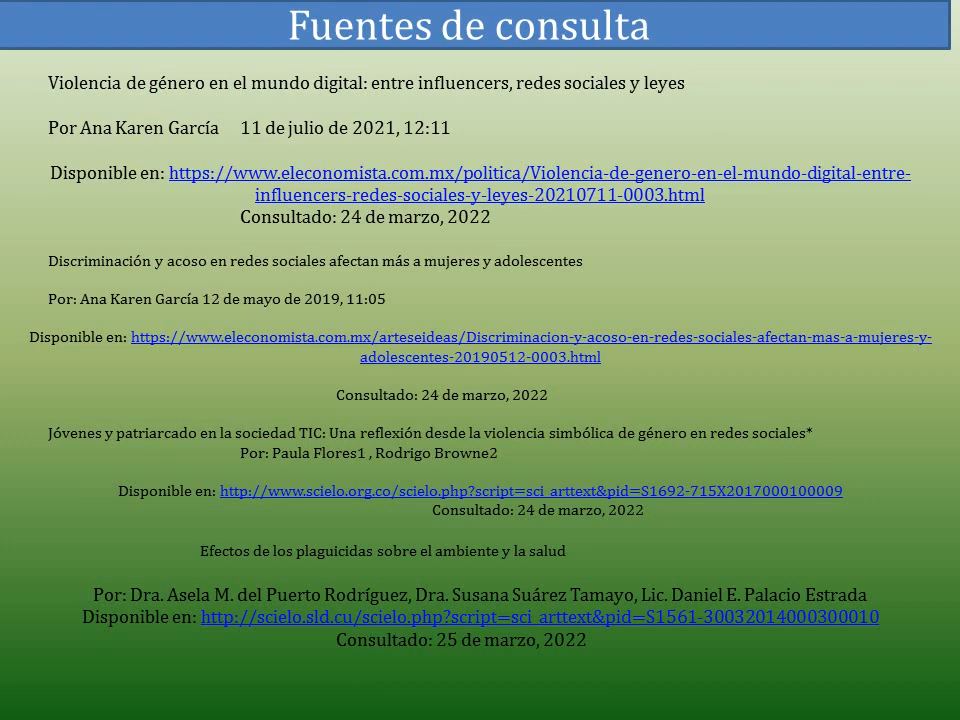 Fuentes de consulta
Violencia de género en el mundo digital: entre influencers, redes sociales y leyes
Por Ana Karen García 11 de julio de 2021, 12:11
Disponible en: https://www.eleconomista.com.mx/politica/Violencia-de-genero-en-el-mundo-digital-entre-
influencers-redes-sociales-y-leyes-20210711-0003.html
Consultado: 24 de marzo, 2022
Discriminación y acoso en redes sociales afectan más a mujeres y adolescentes
Por: Ana Karen García 12 de mayo de 2019, 11:05
Disponible en: https://www.eleconomista.com.mx/arteseideas/Discriminacion-y-acoso-en-redes-sociales-afectan-mas-a-mujeres-y-
adolescentes-20190512-0003.html
Consultado: 24 de marzo, 2022
Jóvenes y patriarcado en la sociedad TIC: Una reflexión desde la violencia simbólica de género en redes sociales*
Por: Paula Flores1 , Rodrigo Browne2
Disponible en: http://www.scielo.org.co/scielo.php?script=sci_arttext&pid=S1692-715X2017000100009
Consultado: 24 de marzo, 2022
Efectos de los plaguicidas sobre el ambiente y la salud
Por: Dra. Asela M. del Puerto Rodríguez, Dra. Susana Suárez Tamayo, Lic. Daniel E. Palacio Estrada
Disponible en: http://scielo.sld.cu/scielo.php?script=sci_arttext&pid=S1561-30032014000300010
Consultado: 25 de marzo, 2022